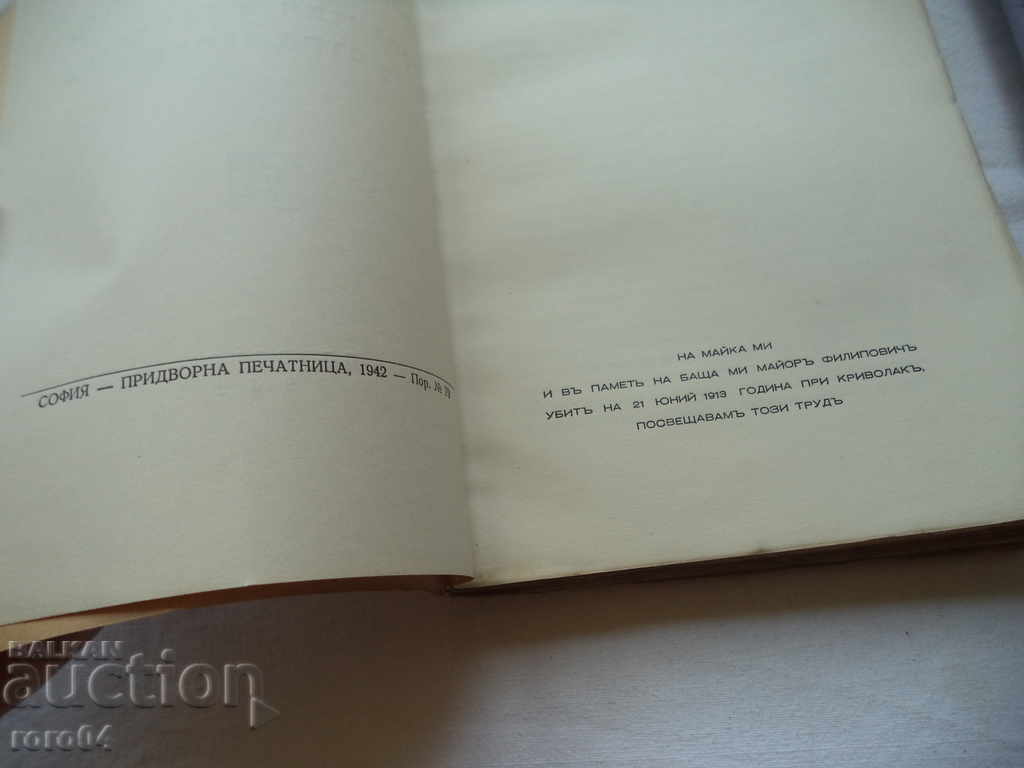 СОФИЯ — ПРИДВОРНА ПЕЧАТНИЦА, 1942 — Пор. №
НА МАЙКА МИ
И ВЪ ПАМЕТЬ НА БАЩА МИ МАЙОРЪ ФИЛИПОВИЧЪ
УБИТЪ НА 21 ЮНИЙ 1913 ГОДИНА ПРИ КРИВОЛАК,
ПОСВЕЩАВАМЪ ТОЗИ ТРУДЪ
BALKAN
auction
roro04